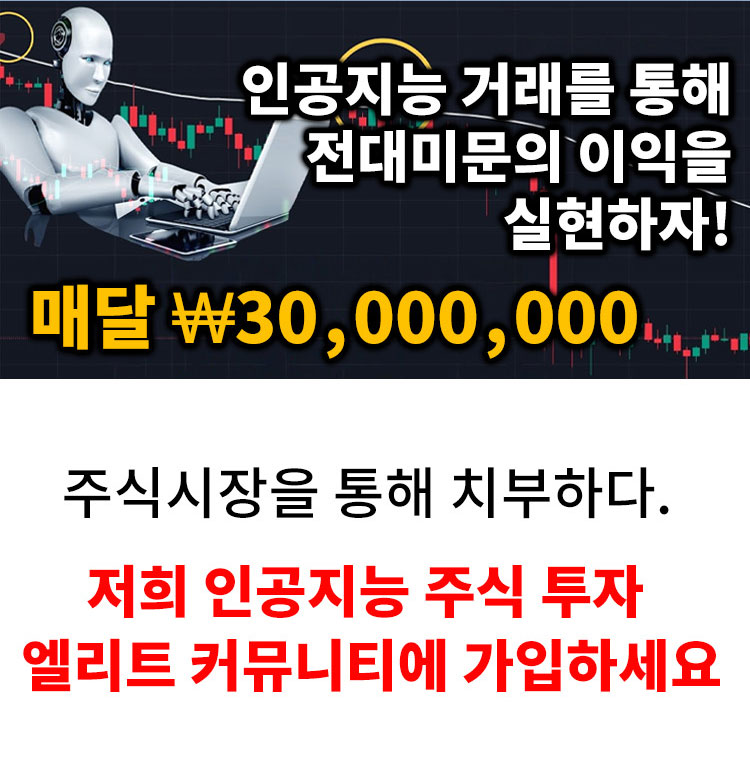 인공지능 거래를 통해
전대미문의 이익을
실현하자!
매달 ₩30,000,000
주식시장을 통해 치부하다.
저희 인공지능 주식 투자
엘리트 커뮤니티에 가입하세요